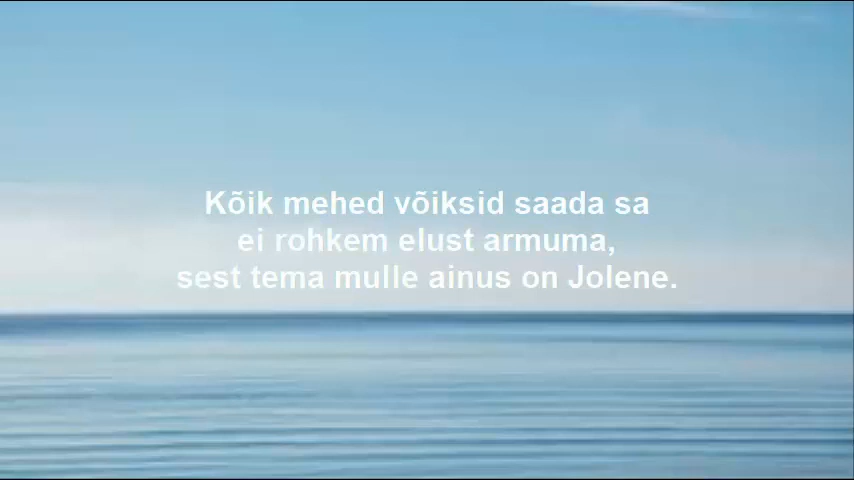 Kõik mehed võiksid saada sa
ei rohkem elust armuma,
sest tema mulle ainus on Jolene.